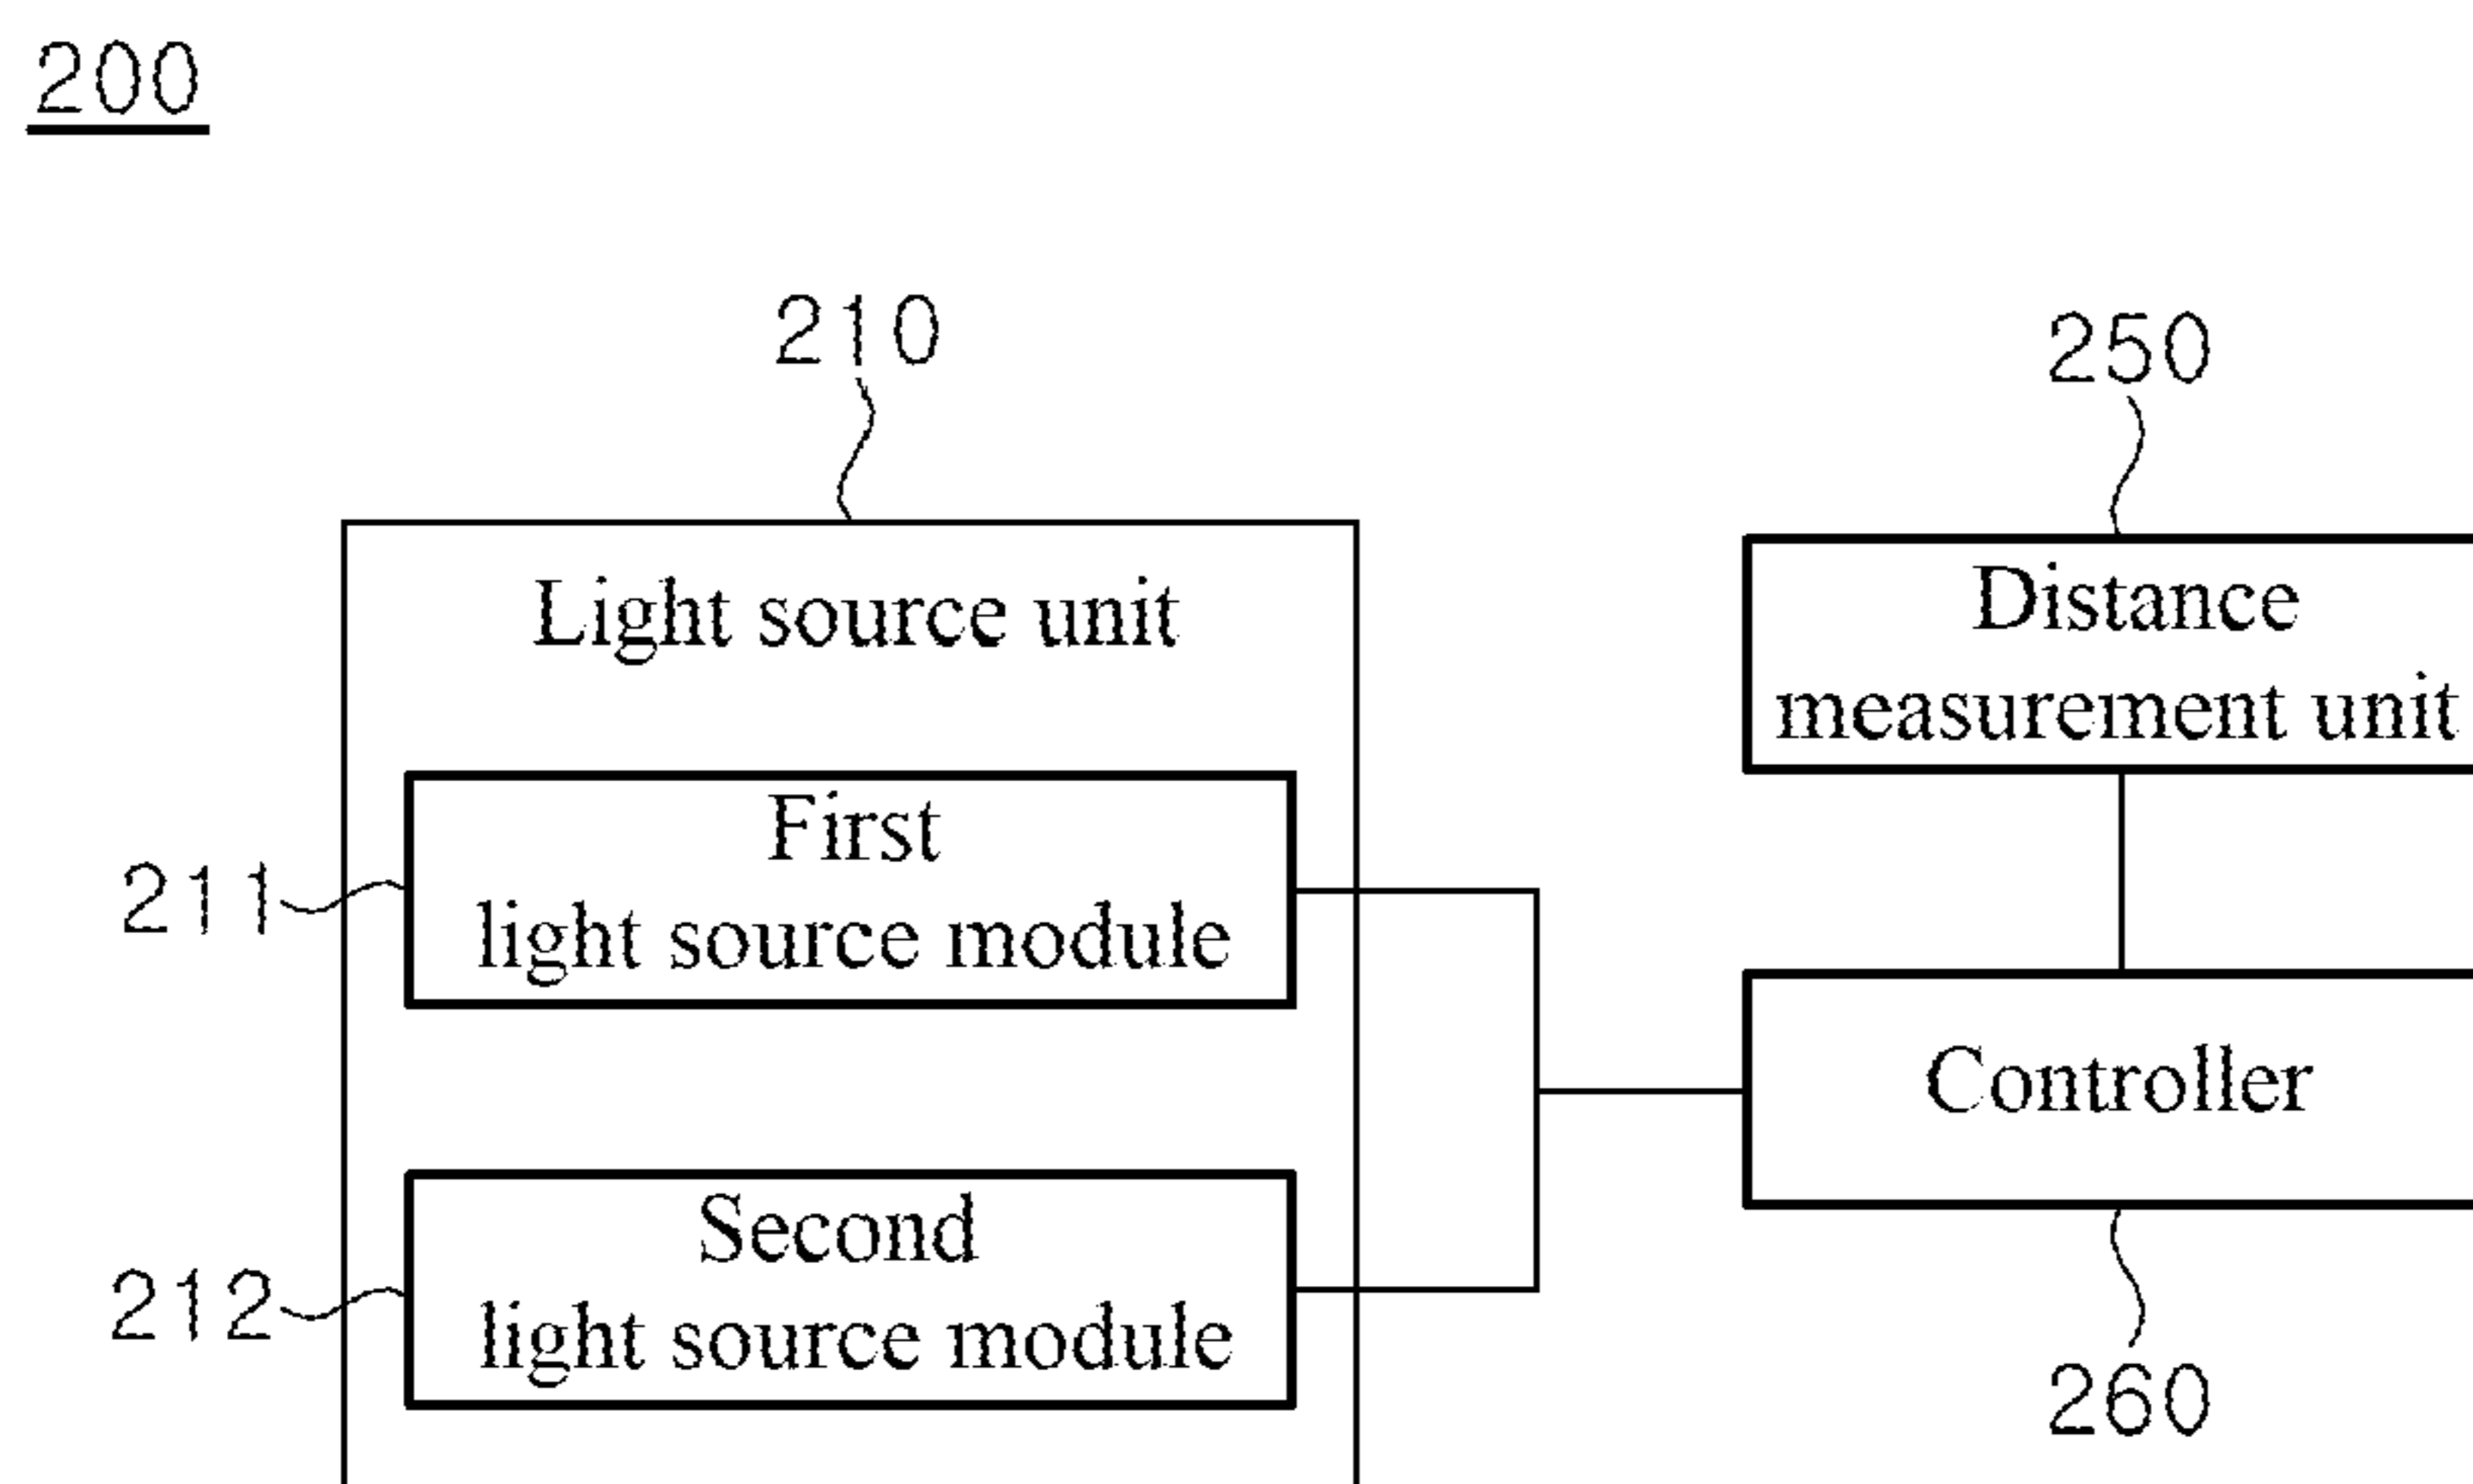 200
210
250
Light source unit
Distance
measurement unit
First
light source module
211
Controller
Second
light source module
212
260